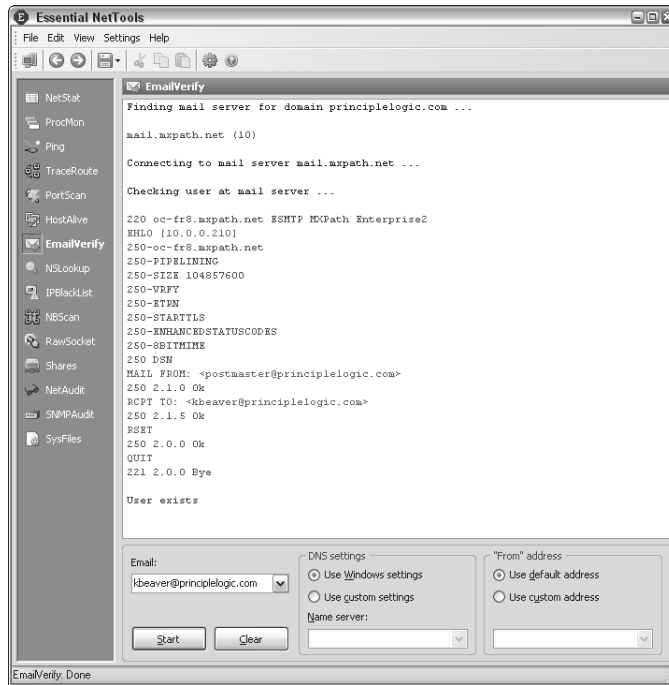 Essential NetTools
File Edit View Settings Help
NetStat
ProcMon
Ping
TraceRoute
PortScan
HostAlive
EmailVerify
NSLookup
IPBlackList
NBScan
RawSocket
Shares
NetAudit
SNMPAudit
SysFiles
EmailVerify
Finding mail server for domain principlelogic.com ...
mail.mxpath.net (10)
Connecting to mail server mail.mxpath.net ...
Checking user at mail server ...
220 oc-fr8.mxpath.net ESMTP MXPath Enterprise2
EHLO [10.0.0.210]
250-oc-fr8.mxpath.net
250-PIPELINING
250-SIZE 104857600
250-VRFY
250-ETRN
250-STARTTLS
250-ENHANCEDSTATUSCODES
250-8BITMIME
250 DSN
MAIL FROM: <postmaster@principlelogic.com>
250 2.1.0 Ok
RCPT TO: <kbeaver@principlelogic.com>
250 2.1.5 Ok
RSET
250 2.0.0 Ok
QUIT
221 2.0.0 Bye
User exists
Email:
kbeaver@principlelogic.com
Start Clear
DNS settings
Use Windows settings
Use custom settings
Name server:
"From" address
Use default address
Use custom address
EmailVerify: Done